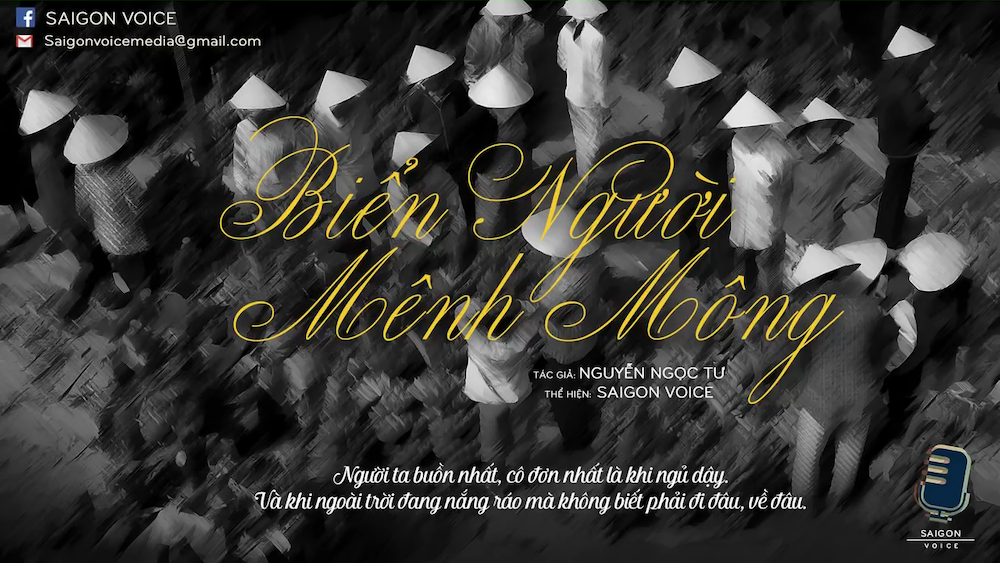 SAIGON VOICE
Saigonvoicemedia@gmail.com
Biển Người
Mênh Mông
TÁC GIẢ: NGUYỄN NGỌC TƯ
THỂ HIỆN: SAIGON VOICE
Người ta buồn nhất, cô đơn nhất là khi ngủ dậy.
Và khi ngoài trời đang nắng ráo mà không biết phải đi đâu, về đâu.
SAIGON
VOICE